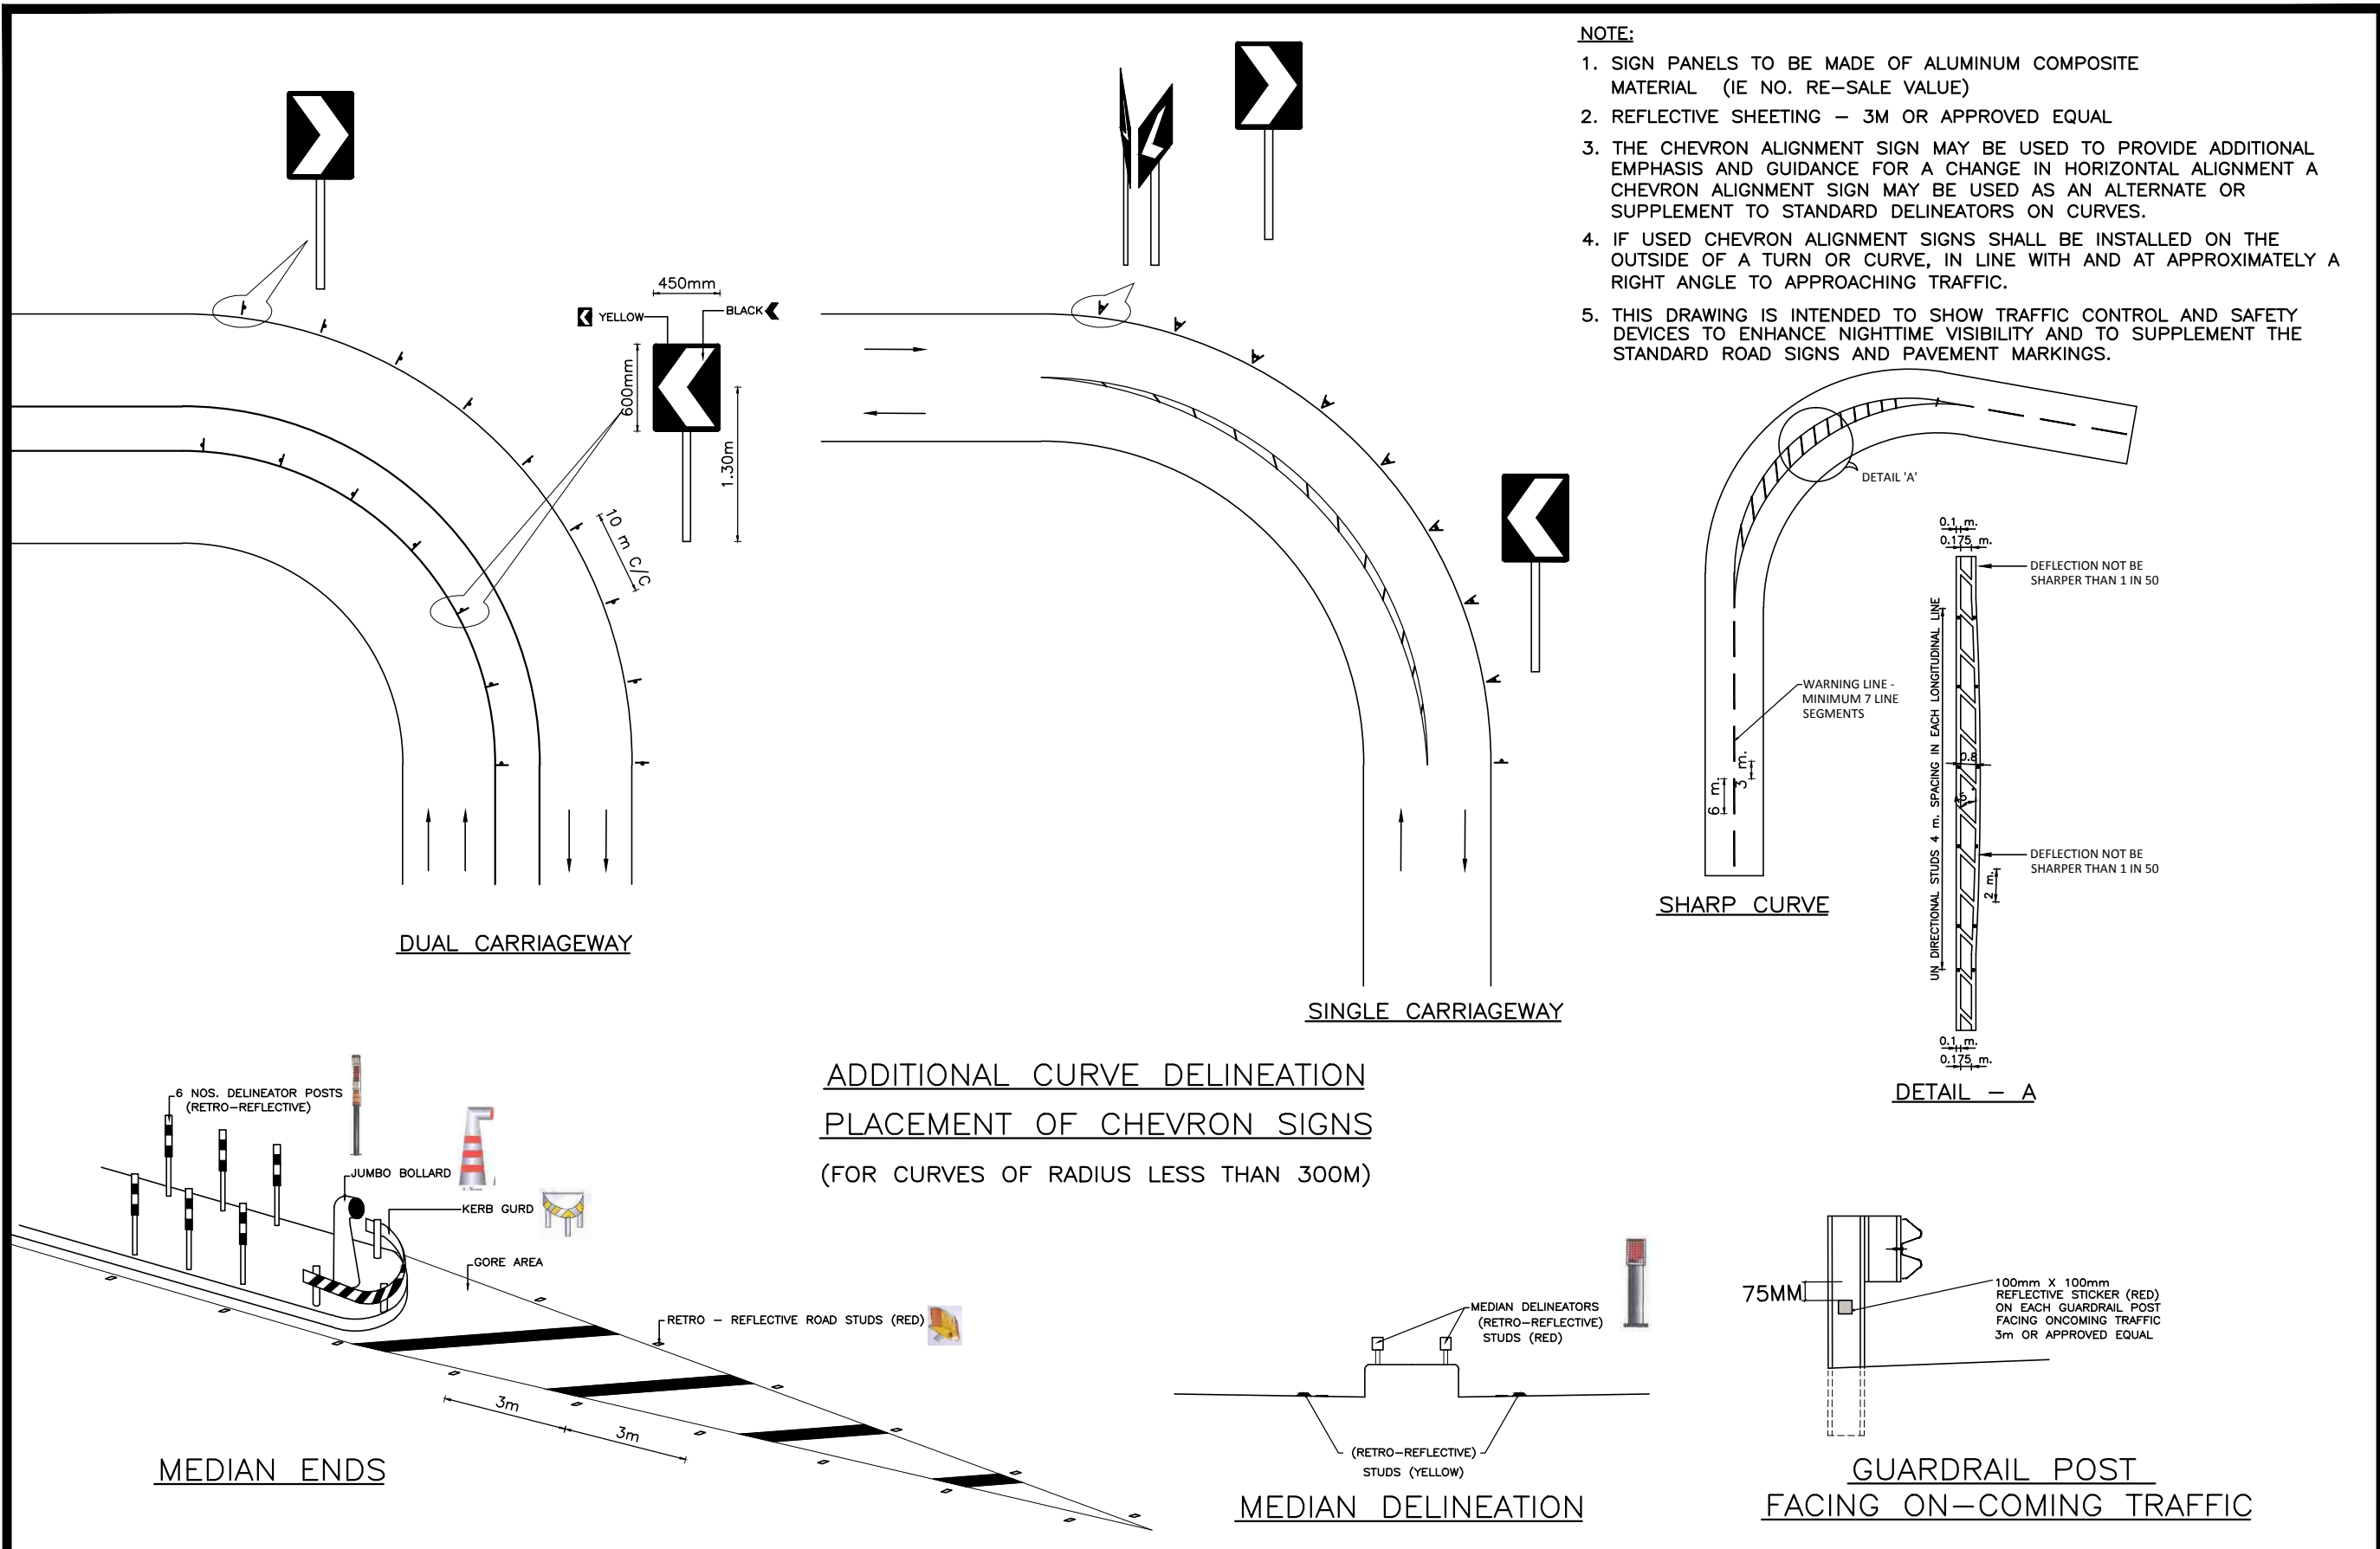 NOTE:
1. SIGN PANELS TO BE MADE OF ALUMINUM COMPOSITE
MATERIAL (IE NO. RE-SALE VALUE)
2. REFLECTIVE SHEETING - 3M OR APPROVED EQUAL
3. THE CHEVRON ALIGNMENT SIGN MAY BE USED TO PROVIDE ADDITIONAL
EMPHASIS AND GUIDANCE FOR A CHANGE IN HORIZONTAL ALIGNMENT A
CHEVRON ALIGNMENT SIGN MAY BE USED AS AN ALTERNATE OR
SUPPLEMENT TO STANDARD DELINEATORS ON CURVES.
4. IF USED CHEVRON ALIGNMENT SIGNS SHALL BE INSTALLED ON THE
OUTSIDE OF A TURN OR CURVE, IN LINE WITH AND AT APPROXIMATELY A
RIGHT ANGLE TO APPROACHING TRAFFIC.
5. THIS DRAWING IS INTENDED TO SHOW TRAFFIC CONTROL AND SAFETY
DEVICES TO ENHANCE NIGHTTIME VISIBILITY AND TO SUPPLEMENT THE
STANDARD ROAD SIGNS AND PAVEMENT MARKINGS.
450mm
YELLOW
BLACK
600mm
1.30m
10 m C/C
DUAL CARRIAGEWAY
SINGLE CARRIAGEWAY
DETAIL 'A'
WARNING LINE -
MINIMUM 7 LINE
SEGMENTS
6 m.
3 m.
SHARP CURVE
0.1 m.
0.175 m.
DEFLECTION NOT BE
SHARPER THAN 1 IN 50
UN DIRECTIONAL STUDS 4 m. SPACING IN EACH LONGITUDINAL LINE
0.8
DEFLECTION NOT BE
SHARPER THAN 1 IN 50
2 m.
0.1 m.
0.175 m.
DETAIL - A
ADDITIONAL CURVE DELINEATION
PLACEMENT OF CHEVRON SIGNS
(FOR CURVES OF RADIUS LESS THAN 300M)
6 NOS. DELINEATOR POSTS
(RETRO-REFLECTIVE)
JUMBO BOLLARD
KERB GURD
GORE AREA
RETRO - REFLECTIVE ROAD STUDS (RED)
3m
3m
MEDIAN ENDS
MEDIAN DELINEATORS
(RETRO-REFLECTIVE)
STUDS (RED)
(RETRO-REFLECTIVE)
STUDS (YELLOW)
MEDIAN DELINEATION
75MM
100mm X 100mm
REFLECTIVE STICKER (RED)
ON EACH GUARDRAIL POST
FACING ONCOMING TRAFFIC
3m OR APPROVED EQUAL
GUARDRAIL POST
FACING ON-COMING TRAFFIC